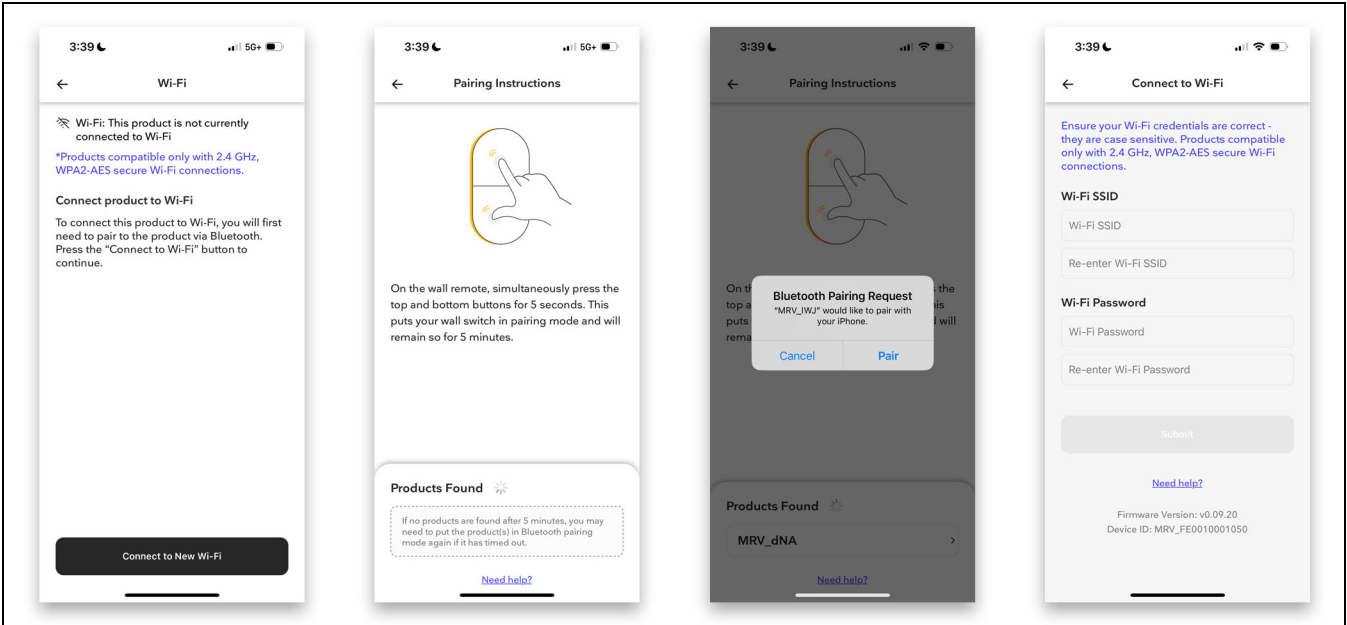 3:39
5G+
Wi-Fi
Wi-Fi: This product is not currently
connected to Wi-Fi
*Products compatible only with 2.4 GHz,
WPA2-AES secure Wi-Fi connections.
Connect product to Wi-Fi
To connect this product to Wi-Fi, you will first
need to pair to the product via Bluetooth.
Press the “Connect to Wi-Fi” button to
continue.
Connect to New Wi-Fi
3:39
5G+
Pairing Instructions
On the wall remote, simultaneously press the
top and bottom buttons for 5 seconds. This
puts your wall switch in pairing mode and will
remain so for 5 minutes.
Products Found
If no products are found after 5 minutes, you may
need to put the product(s) in Bluetooth pairing
mode again if it has timed out.
Need help?
3:39
Pairing Instructions
On th s the
top a his
puts d will
rema
Bluetooth Pairing Request
"MRV_IWJ" would like to pair with
your iPhone.
Cancel Pair
Products Found
MRV_dNA
Need help?
3:39
Connect to Wi-Fi
Ensure your Wi-Fi credentials are correct -
they are case sensitive. Products compatible
only with 2.4 GHz, WPA2-AES secure Wi-Fi
connections.
Wi-Fi SSID
Wi-Fi SSID
Re-enter Wi-Fi SSID
Wi-Fi Password
Wi-Fi Password
Re-enter Wi-Fi Password
Submit
Need help?
Firmware Version: v0.09.20
Device ID: MRV_FE0010001050